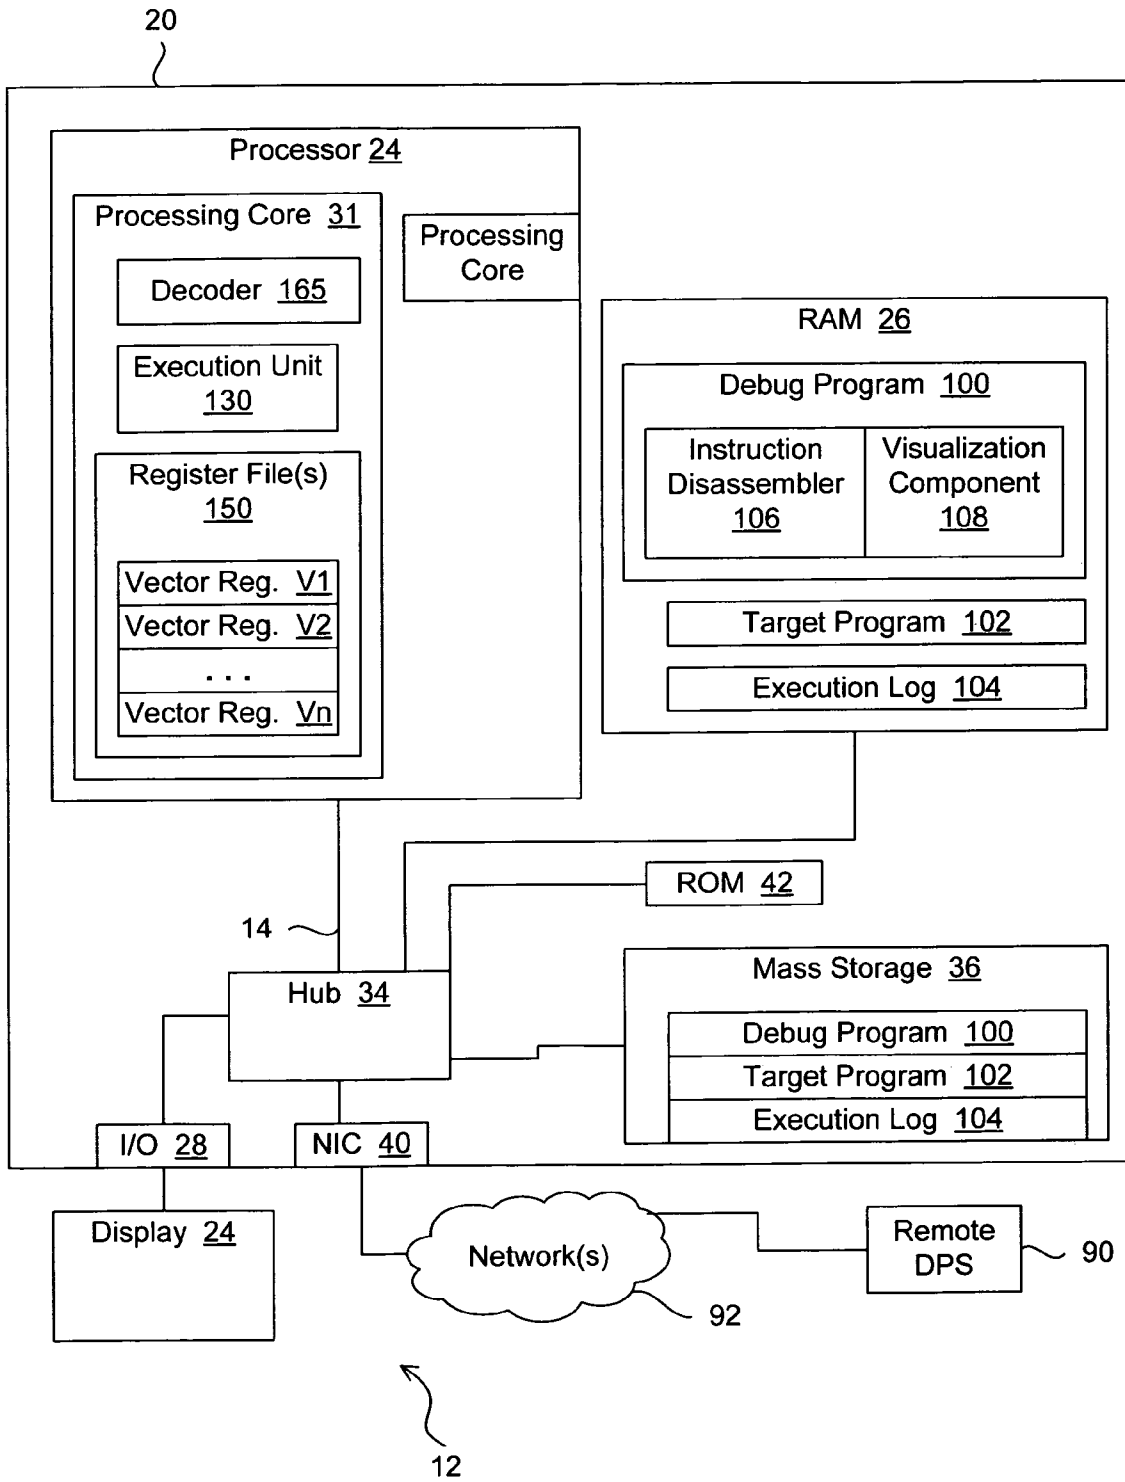 20
Processor 24
Processing Core 31
Decoder 165
Execution Unit
130
Register File(s)
150
Vector Reg. V1
Vector Reg. V2
. . .
Vector Reg. Vn
Processing
Core
RAM 26
Debug Program 100
Instruction
Disassembler
106
Visualization
Component
108
Target Program 102
Execution Log 104
ROM 42
14
Hub 34
Mass Storage 36
Debug Program 100
Target Program 102
Execution Log 104
I/O 28
NIC 40
Display 24
Network(s)
92
Remote
DPS
90
12